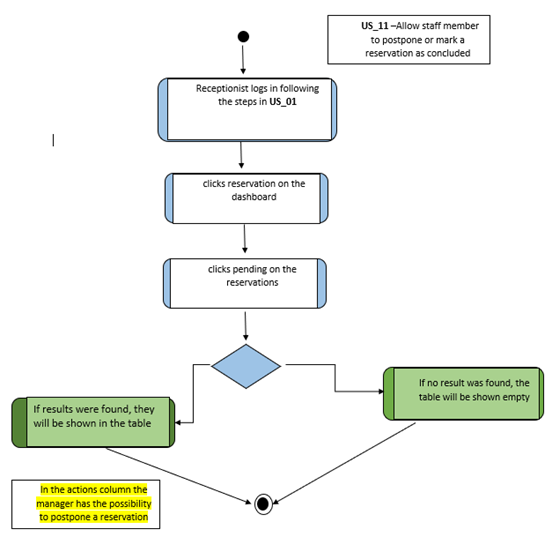 US_11 –Allow staff member
to postpone or mark a
reservation as concluded
Receptionist logs in following
the steps in US_01
clicks reservation on the
dashboard
clicks pending on the
reservations
If results were found, they
will be shown in the table
If no result was found, the
table will be shown empty
In the actions column the
manager has the possibility
to postpone a reservation